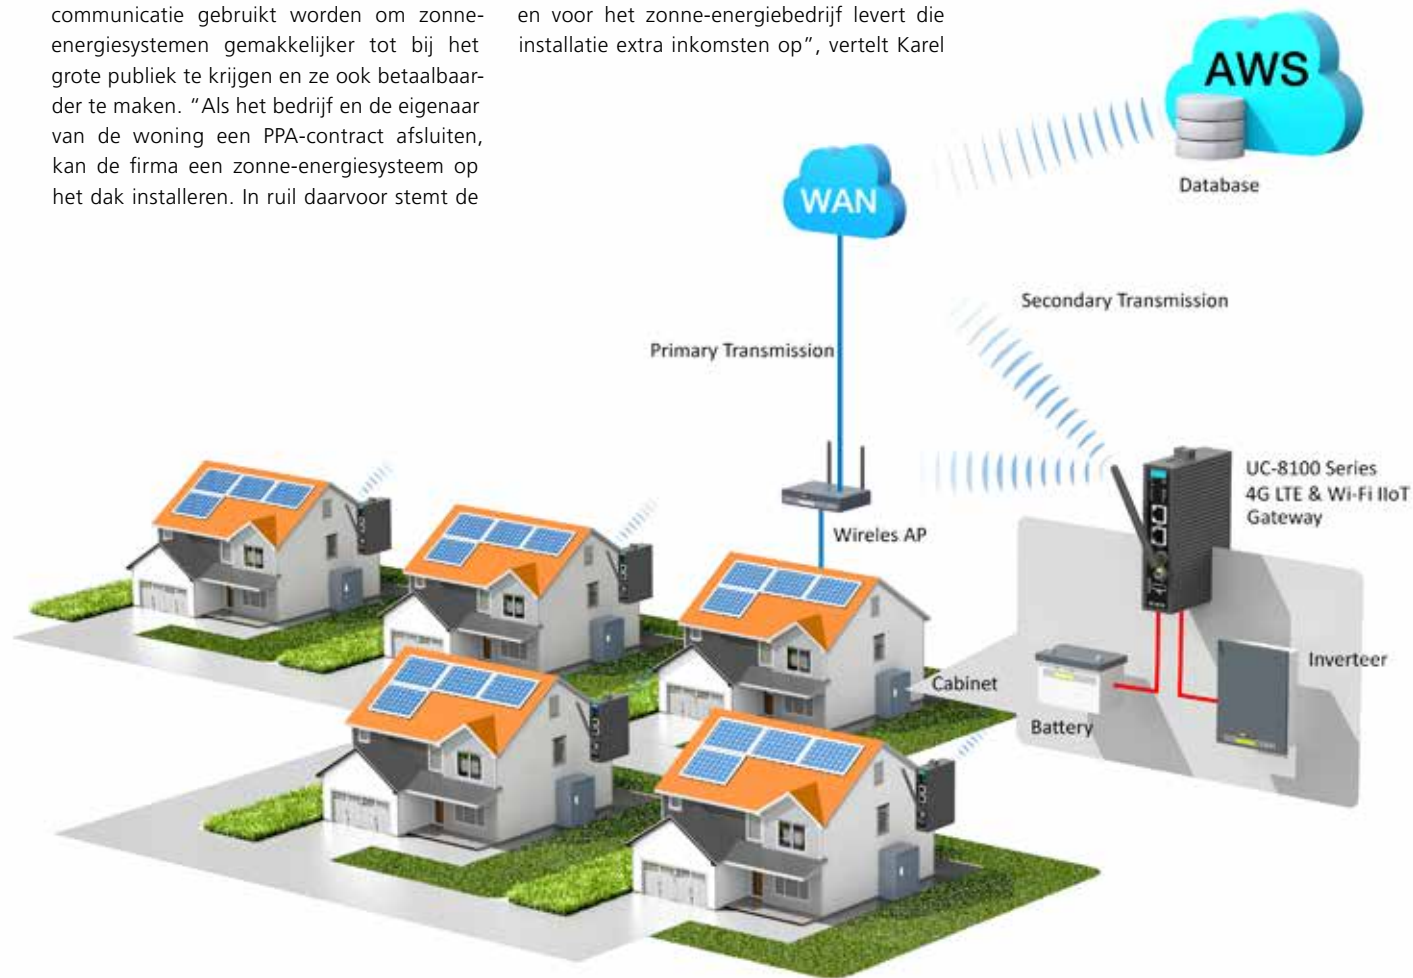 communicatie gebruikt worden om zonne-
energiesystemen gemakkelijker tot bij het
grote publiek te krijgen en ze ook betaalbaar-
der te maken. “Als het bedrijf en de eigenaar
van de woning een PPA-contract afsluiten,
kan de firma een zonne-energiesysteem op
het dak installeren. In ruil daarvoor stemt de
en voor het zonne-energiebedrijf levert die
installatie extra inkomsten op”, vertelt Karel
AWS
Database
WAN
Secondary Transmission
Primary Transmission
UC-8100 Series
4G LTE & Wi-Fi IIoT
Gateway
Wireles AP
Inverteer
Cabinet
Battery